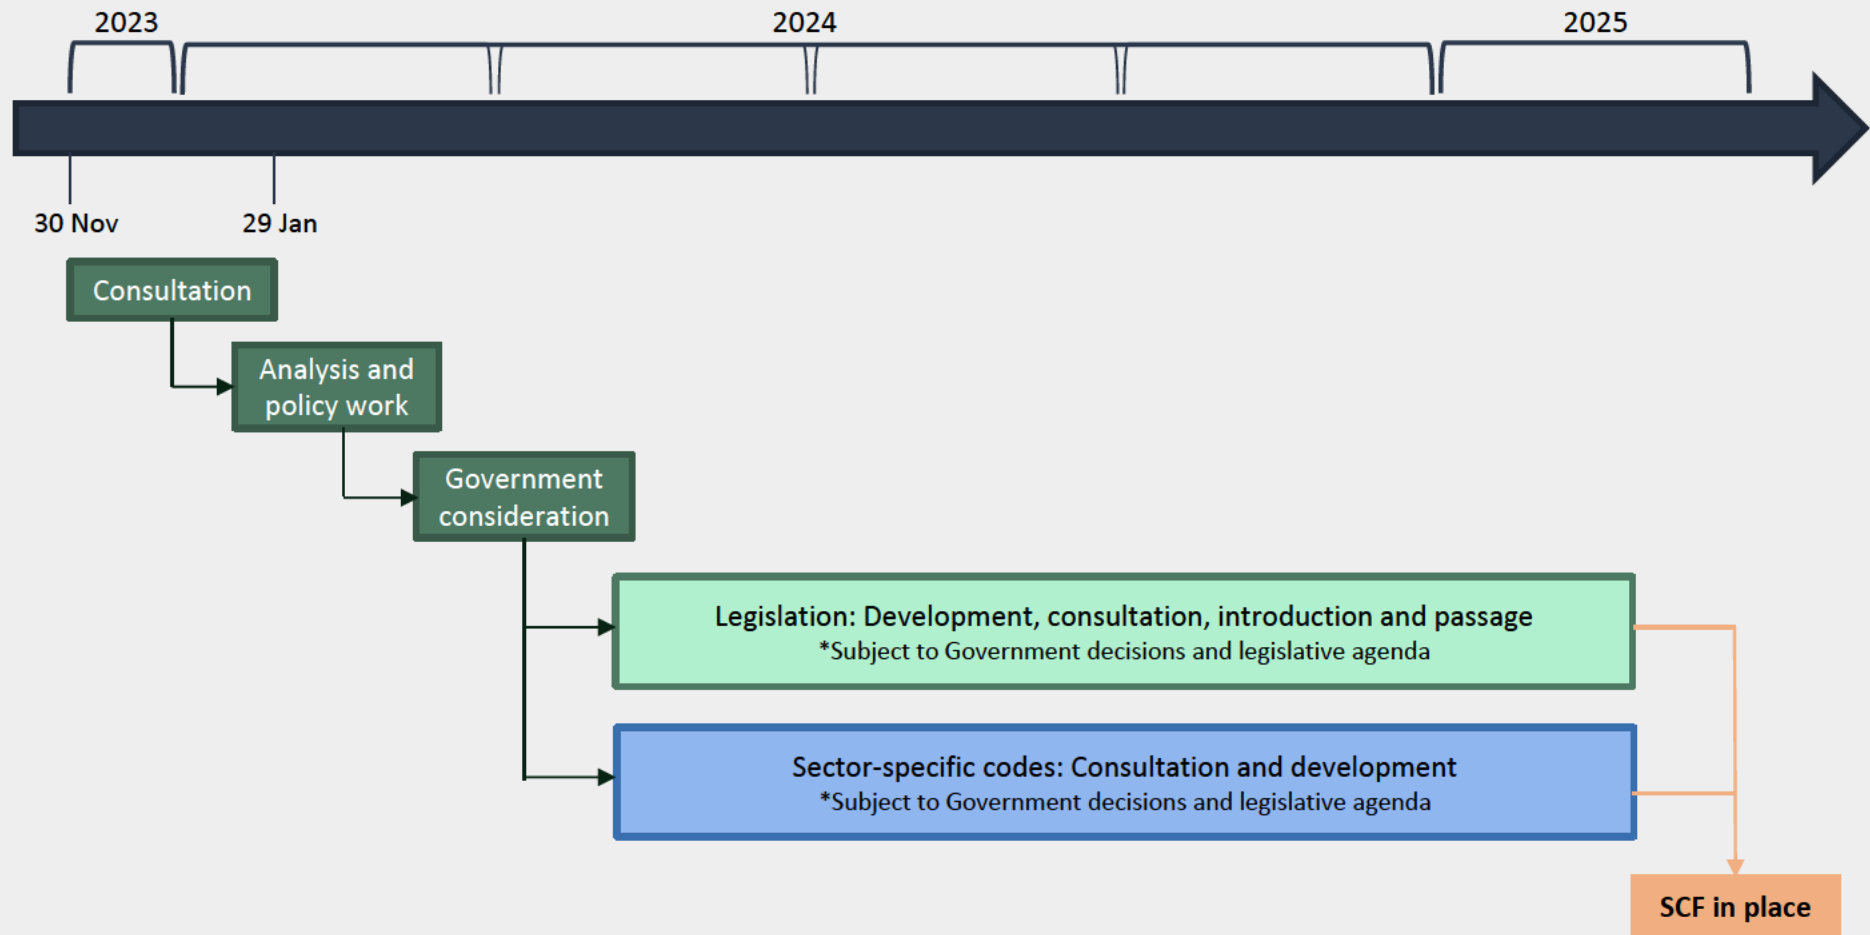 2023
2024
2025
30 Nov
29 Jan
Consultation
Analysis and
policy work
Government
consideration
Legislation: Development, consultation, introduction and passage
*Subject to Government decisions and legislative agenda
Sector-specific codes: Consultation and development
*Subject to Government decisions and legislative agenda
SCF in place